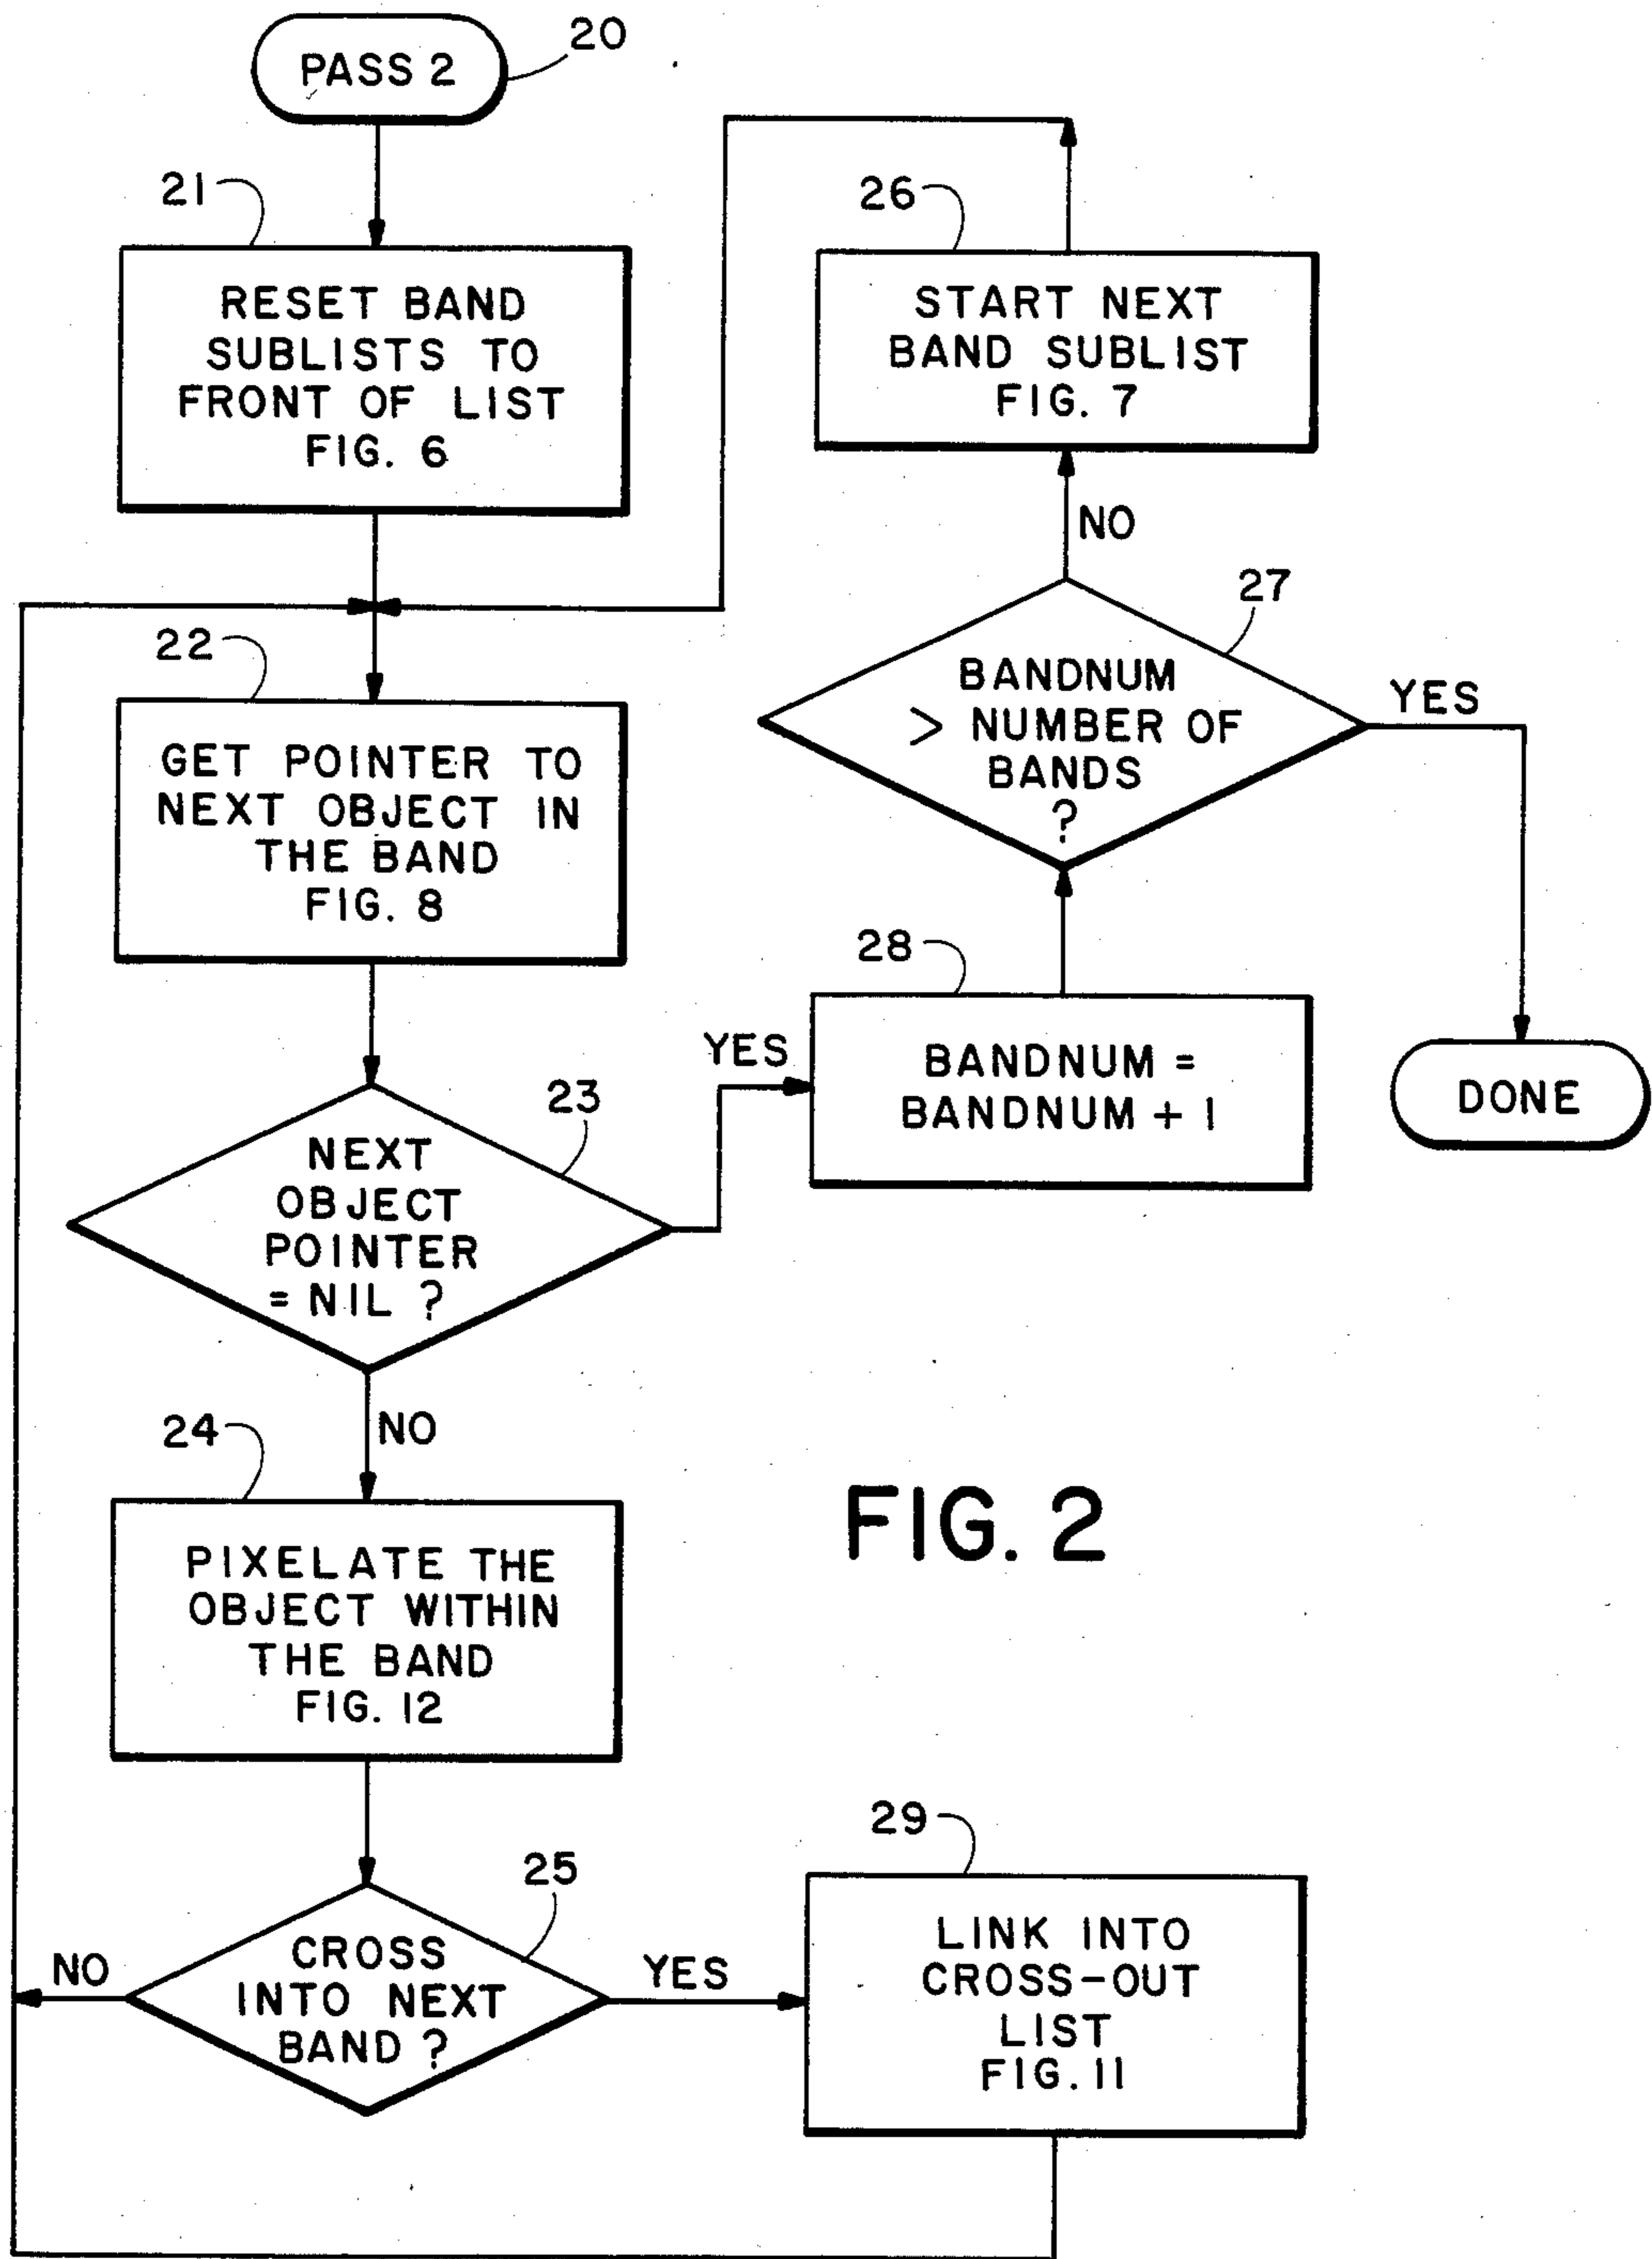 PASS 2
20
21
RESET BAND
SUBLISTS TO
FRONT OF LIST
FIG. 6
22
GET POINTER TO
NEXT OBJECT IN
THE BAND
FIG. 8
23
NEXT
OBJECT
POINTER
= NIL ?
YES
NO
24
PIXELATE THE
OBJECT WITHIN
THE BAND
FIG. 12
25
CROSS
INTO NEXT
BAND ?
NO
YES
29
LINK INTO
CROSS-OUT
LIST
FIG. 11
26
START NEXT
BAND SUBLIST
FIG. 7
NO
27
BANDNUM
> NUMBER OF
BANDS
?
YES
28
BANDNUM =
BANDNUM + 1
DONE
FIG. 2